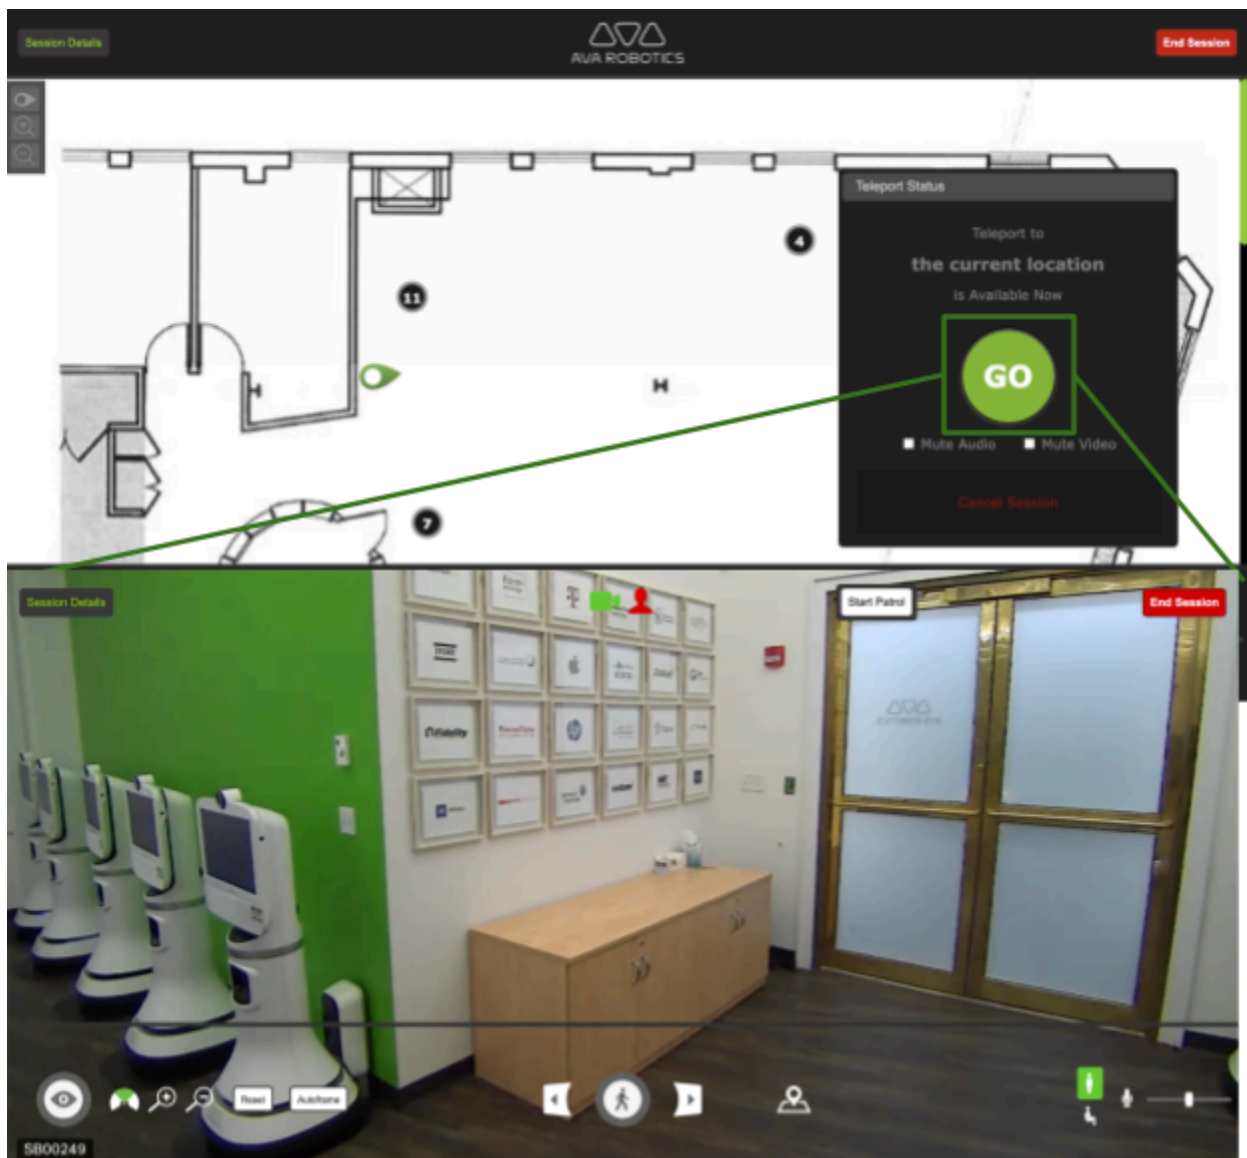 Session Details
AVA ROBOTICS
End Session
Teleport Status
Teleport to
the current location
is Available Now
4
11
GO
H
Mute Audio Mute Video
Cancel Session
7
Session Details
Start Patrol
End Session
Fidelity
Reset
Autoframe
SB00249